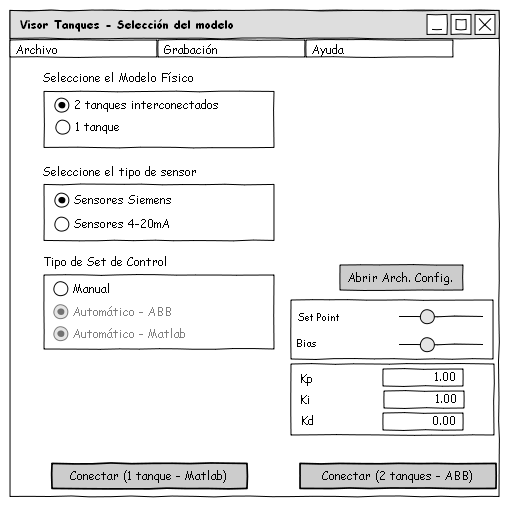 Visor Tanques - Selección del modelo
Archivo Grabación Ayuda
Seleccione el Modelo Físico
2 tanques interconectados
1 tanque
Seleccione el tipo de sensor
Sensores Siemens
Sensores 4-20mA
Tipo de Set de Control
Manual
Automático - ABB
Automático - Matlab
Abrir Arch. Config.
Set Point
Bias
Kp 1.00
Ki 1.00
Kd 0.00
Conectar (1 tanque - Matlab)
Conectar (2 tanques - ABB)